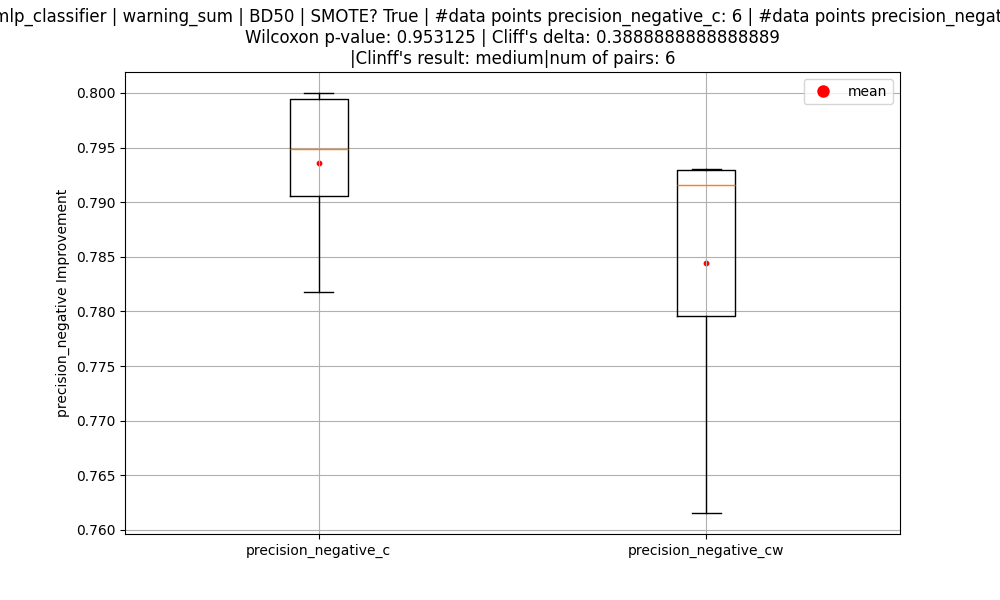 mlp_classifier | warning_sum | BD50 | SMOTE? True | #data points precision_negative_c: 6 | #data points
Wilcoxon p-value: 0.953125 | Cliff's delta: 0.3888888888888889
|Clinff's result: medium|num of pairs: 6
mean
0.800
0.795
0.790
0.785
0.780
0.775
0.770
0.765
0.760
precision_negative Improvement
precision_negative_c
precision_negative_cw